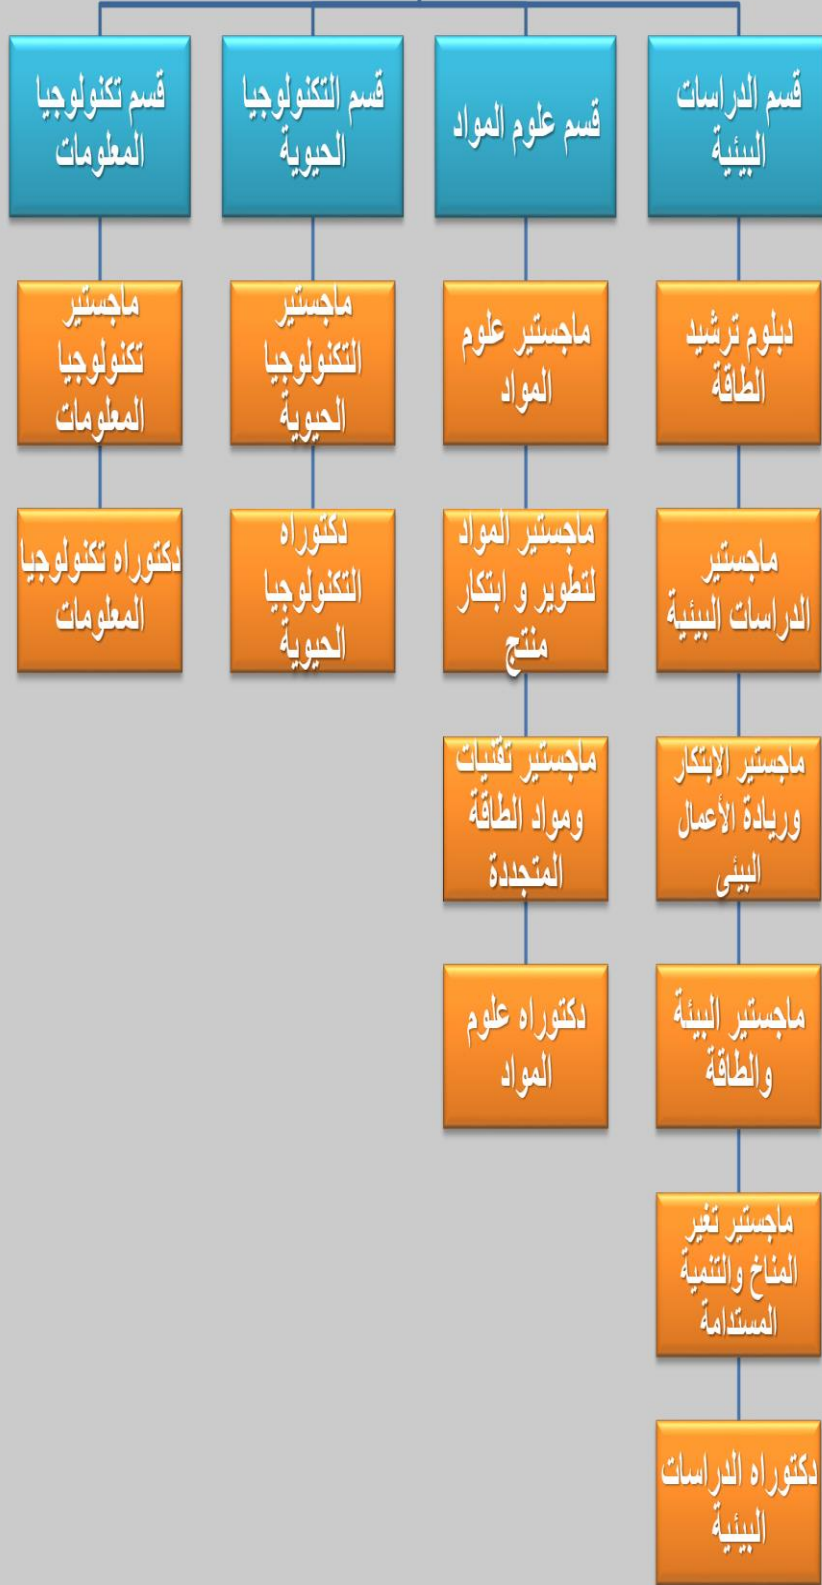 قسم الدراسات
البيئية
دبلوم ترشيد
الطاقة
ماجستير
الدراسات البيئية
ماجستير الابتكار
وريادة الأعمال
البيئى
ماجستير البيئة
والطاقة
ماجستير تغير
المناخ والتنمية
المستدامة
دكتوراه الدراسات
البيئية
قسم علوم المواد
ماجستير علوم
المواد
ماجستير المواد
لتطوير و ابتكار
منتج
ماجستير تقنيات
ومواد الطاقة
المتجددة
دكتوراه علوم
المواد
قسم التكنولوجيا
الحيوية
ماجستير
التكنولوجيا
الحيوية
دكتوراه
التكنولوجيا
الحيوية
قسم تكنولوجيا
المعلومات
ماجستير
تكنولوجيا
المعلومات
دكتوراه تكنولوجيا
المعلومات